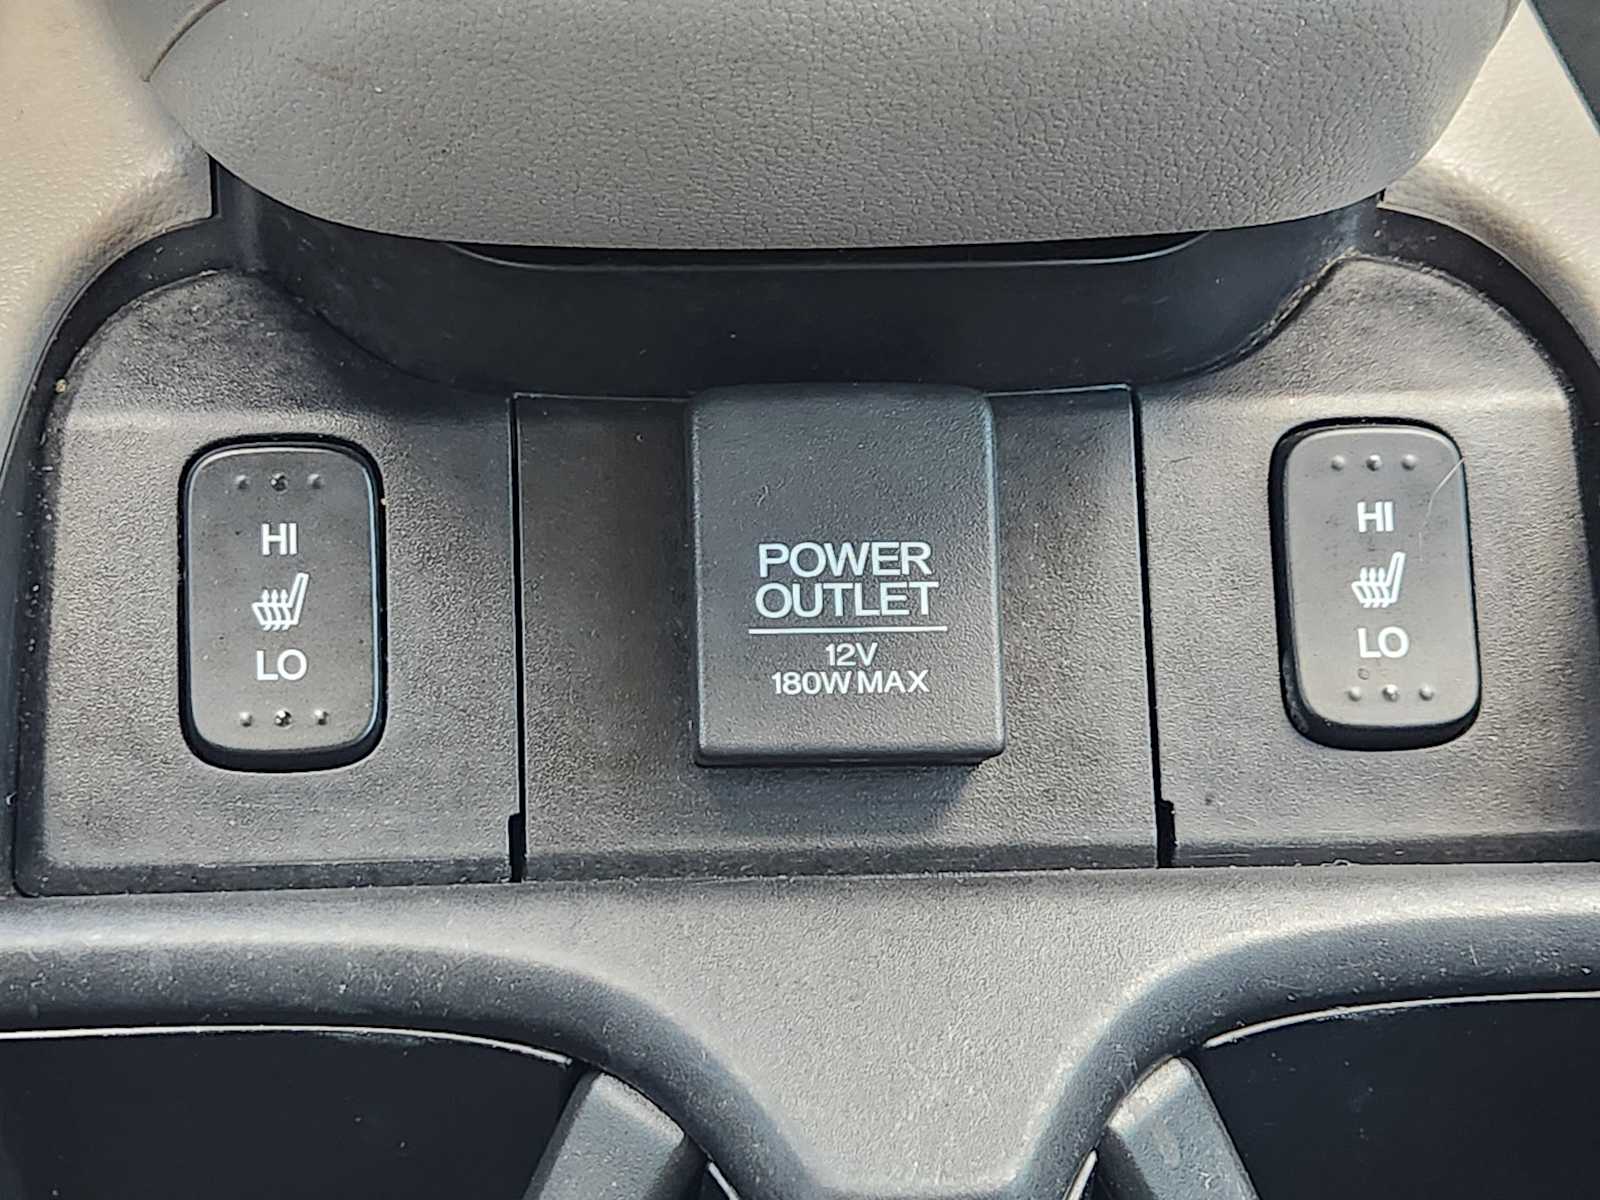 HI
LO
POWER
OUTLET
12V
180W MAX
HI
LO